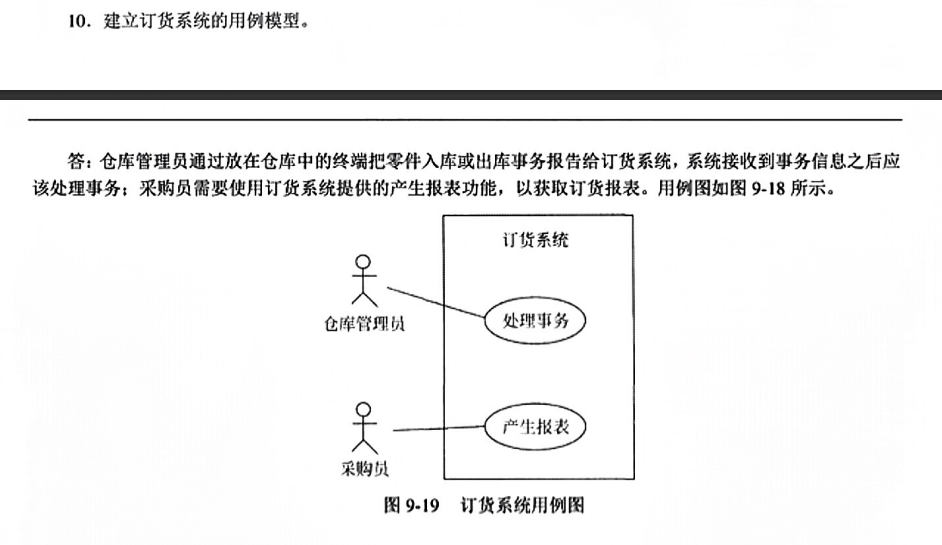 10. 建立订货系统的用例模型。
答：仓库管理员通过放在仓库中的终端把零件入库或出库事务报告给订货系统，系统接收到事务信息之后应
该处理事务；采购员需要使用订货系统提供的产生报表功能，以获取订货报表。用例图如图 9-18 所示。
订货系统
仓库管理员
处理事务
产生报表
采购员
图 9-19 订货系统用例图